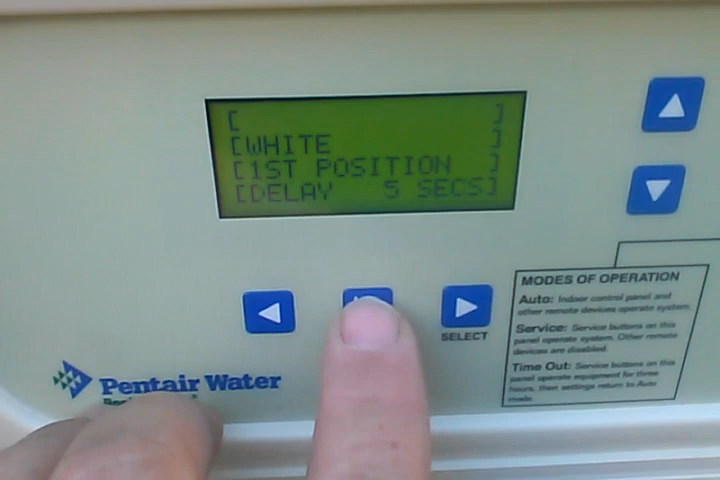 [ ]
[WHITE ]
[1ST POSITION ]
[DELAY 5 SECS]
SELECT
Pentair Water
MODES OF OPERATION
Auto: Indoor control panel and
other remote devices operate system.
Service: Service buttons on this
panel operate system. Other remote
devices are disabled.
Time Out: Service buttons on this
panel operate equipment for three
hours, then settings return to Auto
mode.